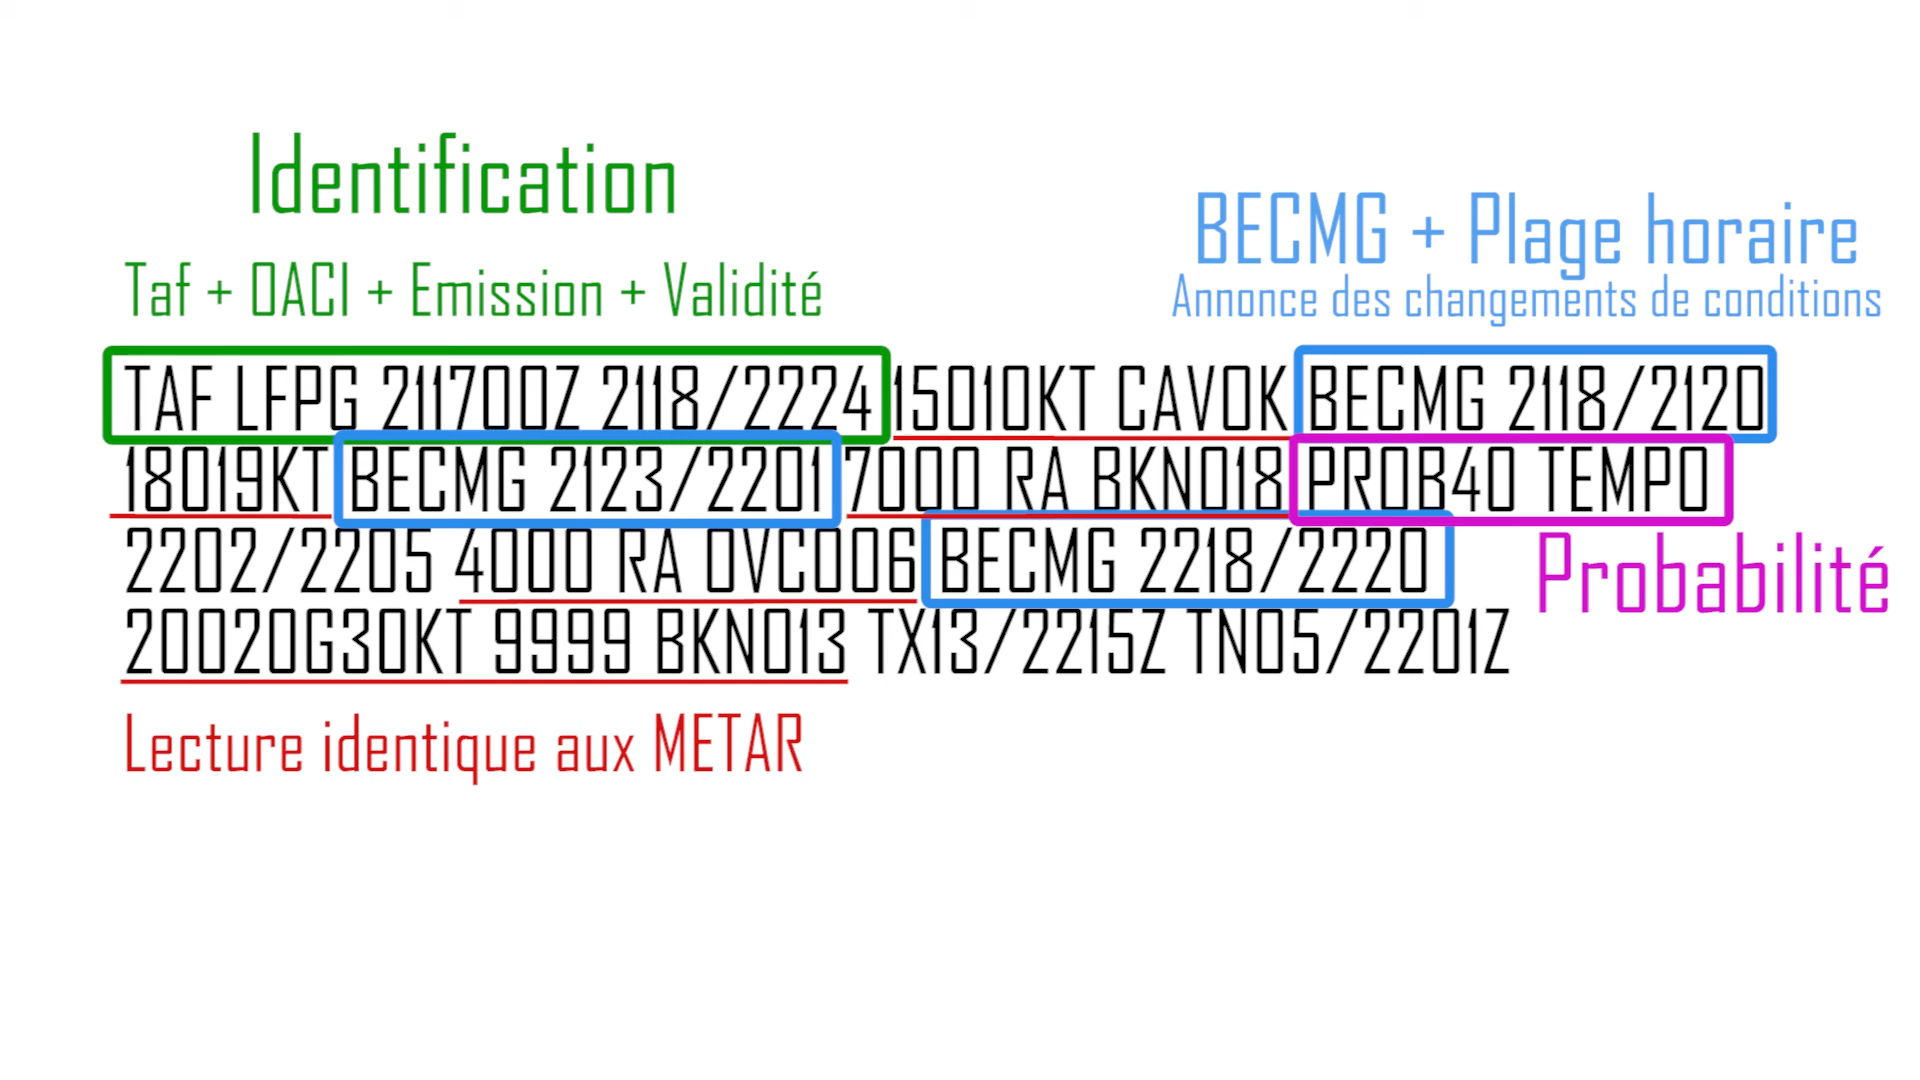 Identification
Taf + OACI + Emission + Validité
BECMG + Plage horaire
Annonce des changements de conditions
TAF LFPG 211700Z 2118/2224 15010KT CAVOK BECMG 2118/2120
18019KT BECMG 2123/2201 7000 RA BKN018 PROB40 TEMPO
2202/2205 4000 RA OVC006 BECMG 2218/2220
Probabilité
20020G30KT 9999 BKN013 TX13/2215Z TN05/2201Z
Lecture identique aux METAR